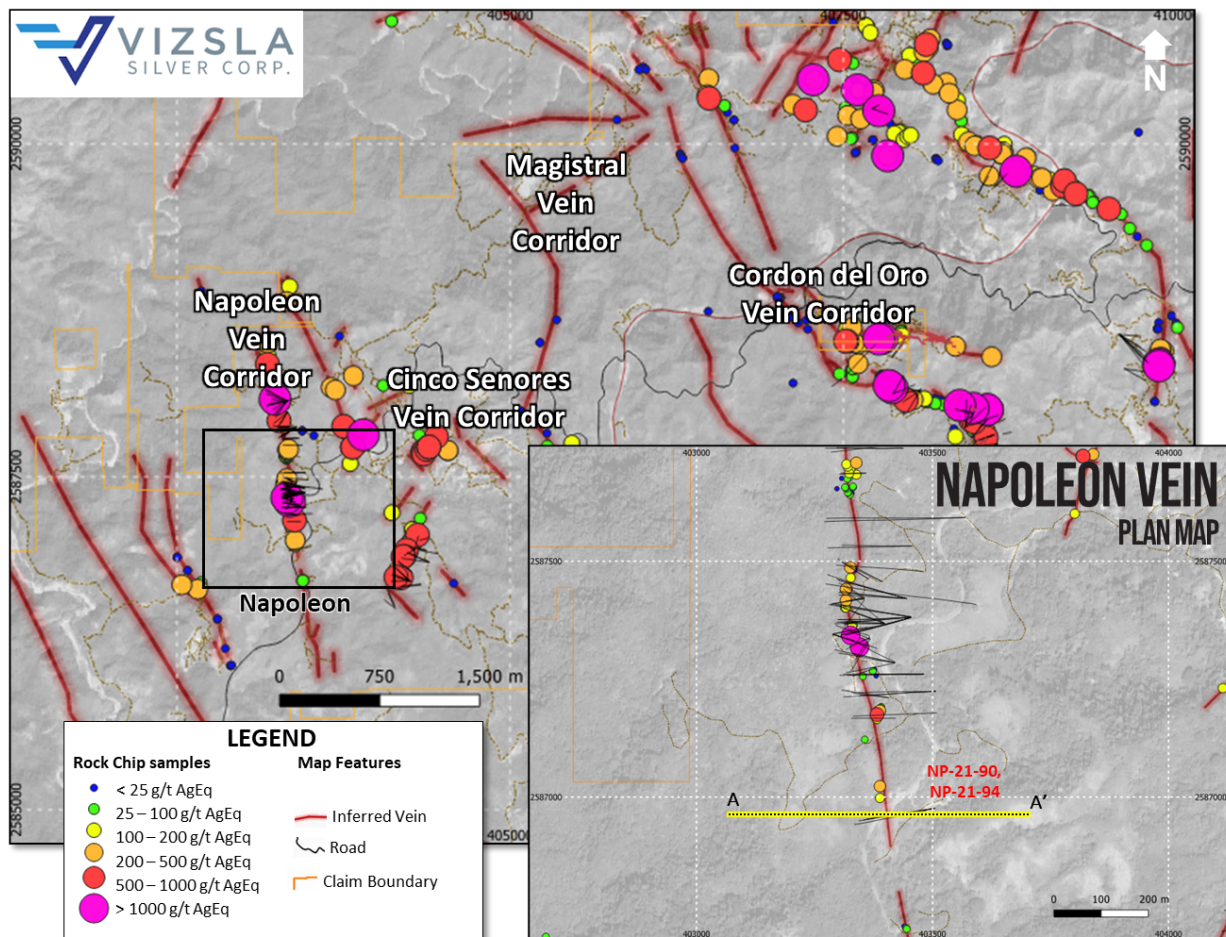 VIZSLA
SILVER CORP.
405000
407500
410000
N
2590000
2590000
Magistral
Vein
Corridor
Cordon del Oro
Vein Corridor
Napoleon
Vein
Corridor
Cinco Senores
Vein Corridor
2587500
Napoleon
0 750 1,500 m
2585000
405000
LEGEND
Rock Chip samples
< 25 g/t AgEq
25 – 100 g/t AgEq
100 – 200 g/t AgEq
200 – 500 g/t AgEq
500 – 1000 g/t AgEq
> 1000 g/t AgEq
Map Features
Inferred Vein
Road
Claim Boundary
NAPOLEON VEIN
PLAN MAP
403000
403500
404000
2587500
2587500
NP-21-90,
NP-21-94
2587000
2587000
A
A'
0 100 200 m
403000
403500
404000